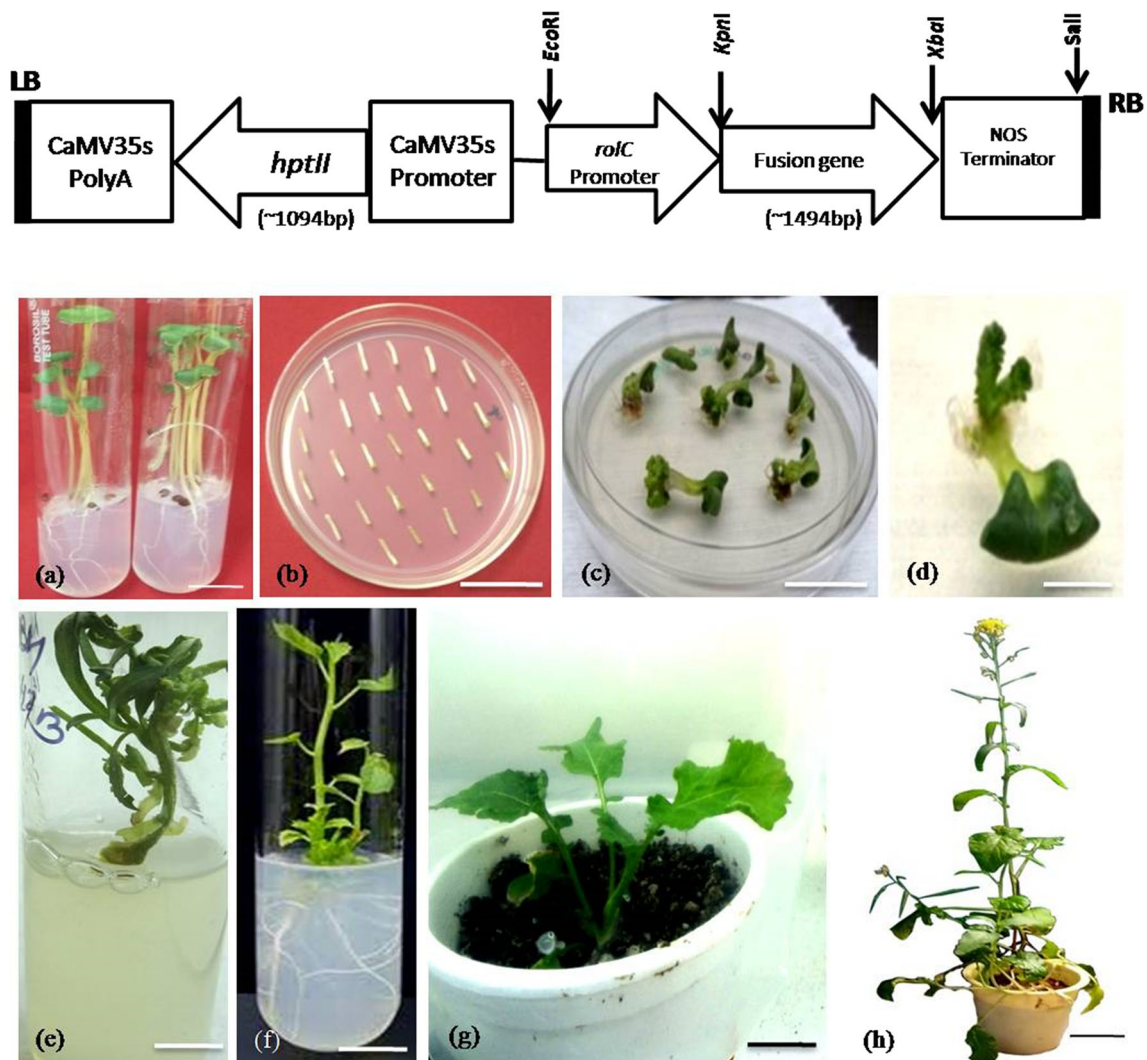 EcoRI
KpnI
XbaI
SalI
LB
RB
CaMV35s
PolyA
hptII
(~1094bp)
CaMV35s
Promoter
rolC
Promoter
Fusion gene
(~1494bp)
NOS
Terminator
BOROSIL
TEST TUBE
(a)
(b)
(c)
(d)
(e)
(f)
(g)
(h)